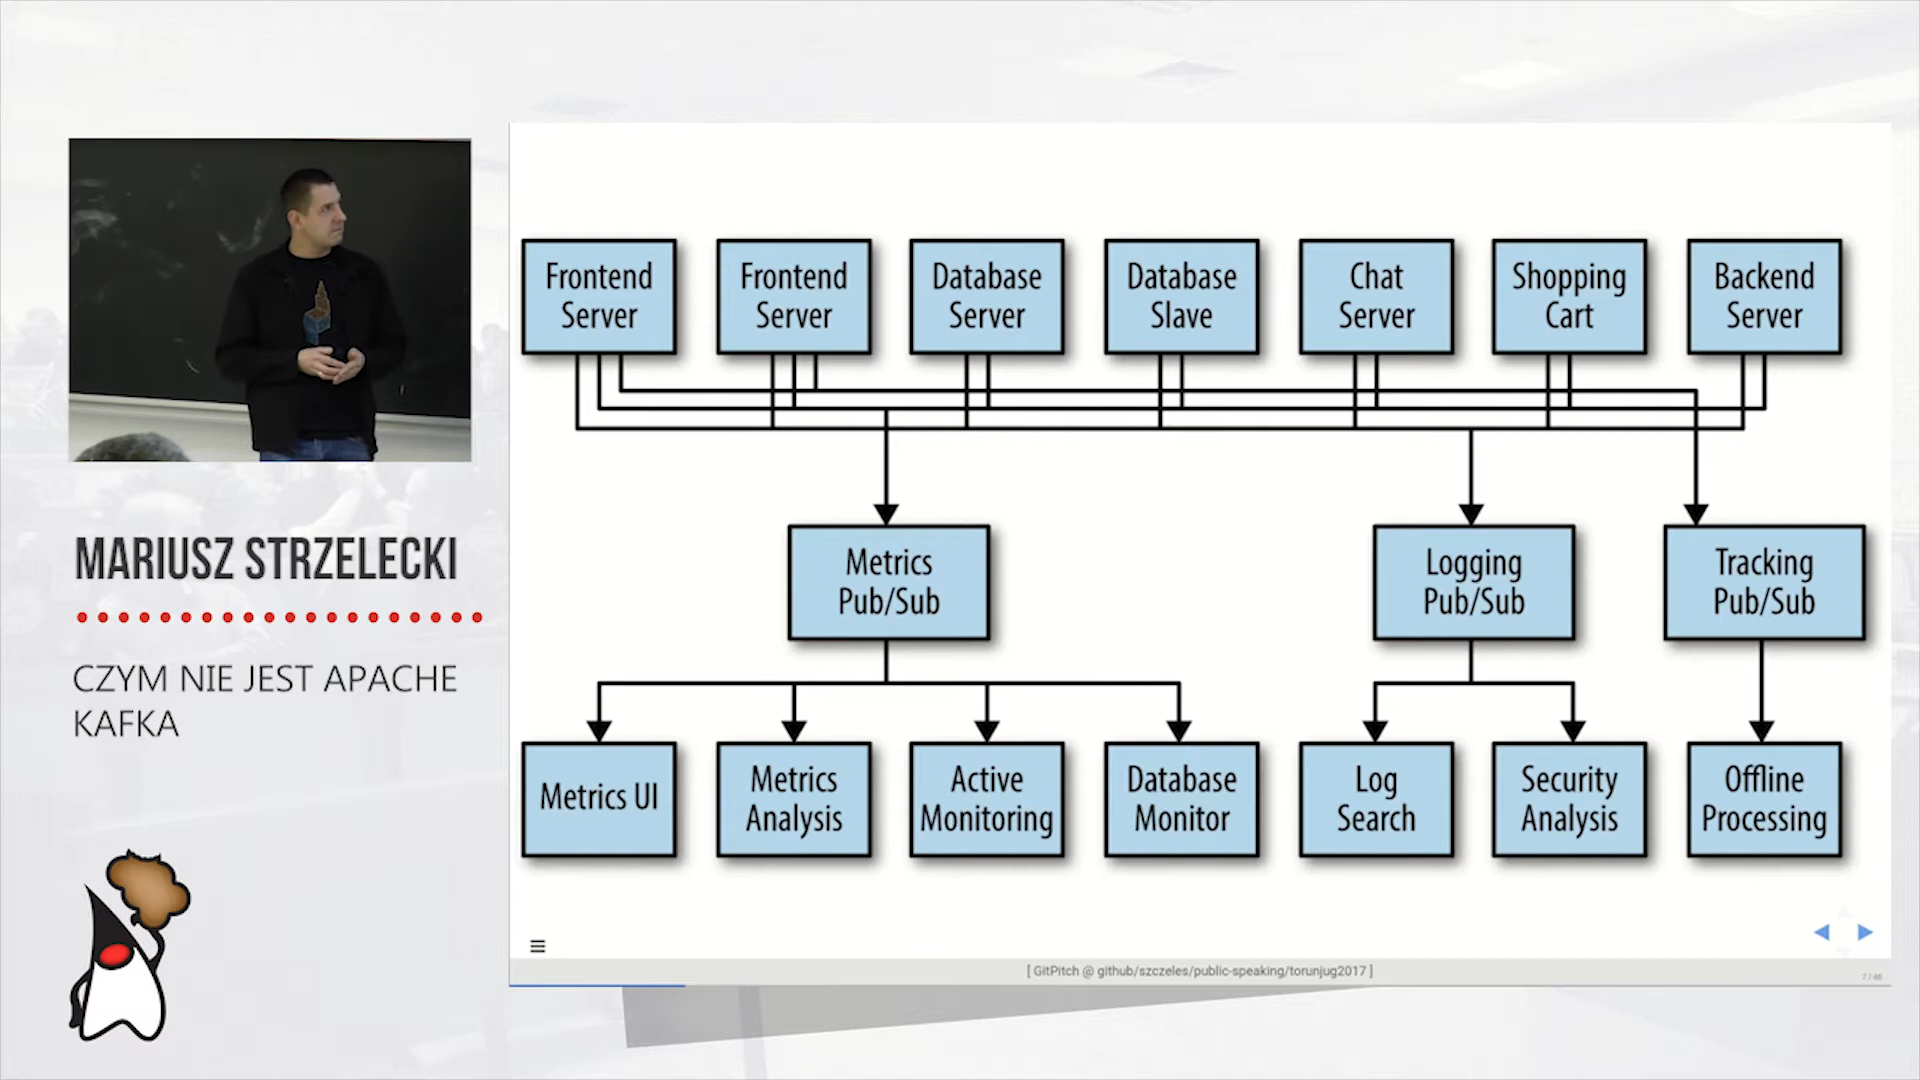 MARIUSZ STRZELECKI
CZYM NIE JEST APACHE
KAFKA
Frontend
Server
Frontend
Server
Database
Server
Database
Slave
Chat
Server
Shopping
Cart
Backend
Server
Metrics
Pub/Sub
Logging
Pub/Sub
Tracking
Pub/Sub
Metrics UI
Metrics
Analysis
Active
Monitoring
Database
Monitor
Log
Search
Security
Analysis
Offline
Processing
[ GitPitch @ github/szczeles/public-speaking/torunjug2017 ]
7 / 48